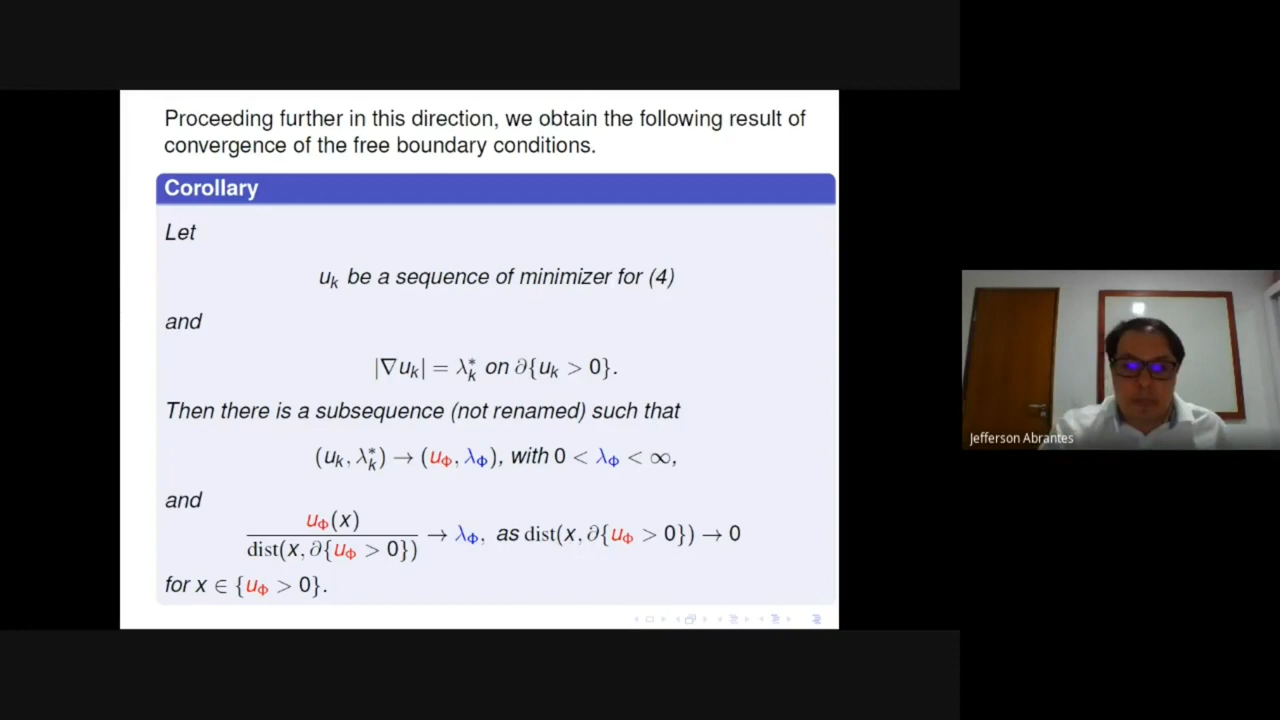 Proceeding further in this direction, we obtain the following result of
convergence of the free boundary conditions.
Corollary
Let
u_k be a sequence of minimizer for (4)
and
|∇u_k| = λ_k^* on ∂{u_k > 0}.
Then there is a subsequence (not renamed) such that
(u_k, λ_k^*) → (u_Φ, λ_Φ), with 0 < λ_Φ < ∞,
and
u_Φ(x) / dist(x, ∂{u_Φ > 0}) → λ_Φ, as dist(x, ∂{u_Φ > 0}) → 0
for x ∈ {u_Φ > 0}.
Jefferson Abrantes